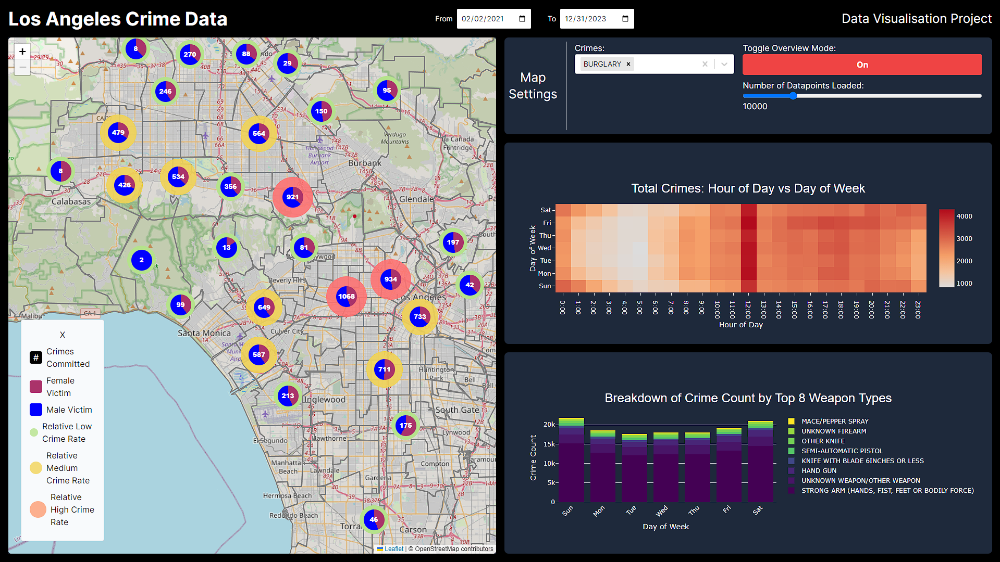 Los Angeles Crime Data
From 02/02/2021 To 12/31/2023
Data Visualisation Project
+
−
8
270
88
29
246
95
150
479
564
Verdugo
Mountains
La Cañada
Flintridge
Hollywood
Burbank
Airport
Burbank
8
426
534
356
921
Calabasas
Glendale
197
13
81
2
Beverly Hills
934
42
1068
Los Angeles
99
649
733
Malibu
CA 1
Santa Monica
Culver City
587
711
Huntington
Park
Bell
213
Inglewood
South Gate
175
Lynwood
El Segundo
Hawthorne
Manhattan
Beach
Lawndale
Compton
Gardena
Hermosa Beach
Redondo Beach
46
Carson
X
# Crimes
Committed
Female
Victim
Male Victim
Relative Low
Crime Rate
Relative
Medium
Crime Rate
Relative
High Crime
Rate
Leaflet | © OpenStreetMap contributors
Map
Settings
Crimes:
BURGLARY ×
Toggle Overview Mode:
On
Number of Datapoints Loaded:
10000
Total Crimes: Hour of Day vs Day of Week
Day of Week
Sat
Fri
Thu
Wed
Tue
Mon
Sun
0:00 1:00 2:00 3:00 4:00 5:00 6:00 7:00 8:00 9:00 10:00 11:00 12:00 13:00 14:00 15:00 16:00 17:00 18:00 19:00 20:00 21:00 22:00 23:00
Hour of Day
4000
3000
2000
1000
Breakdown of Crime Count by Top 8 Weapon Types
Crime Count
20k
15k
10k
5k
0
Sun Mon Tue Wed Thu Fri Sat
Day of Week
MACE/PEPPER SPRAY
UNKNOWN FIREARM
OTHER KNIFE
SEMI-AUTOMATIC PISTOL
KNIFE WITH BLADE 6INCHES OR LESS
HAND GUN
UNKNOWN WEAPON/OTHER WEAPON
STRONG-ARM (HANDS, FIST, FEET OR BODILY FORCE)